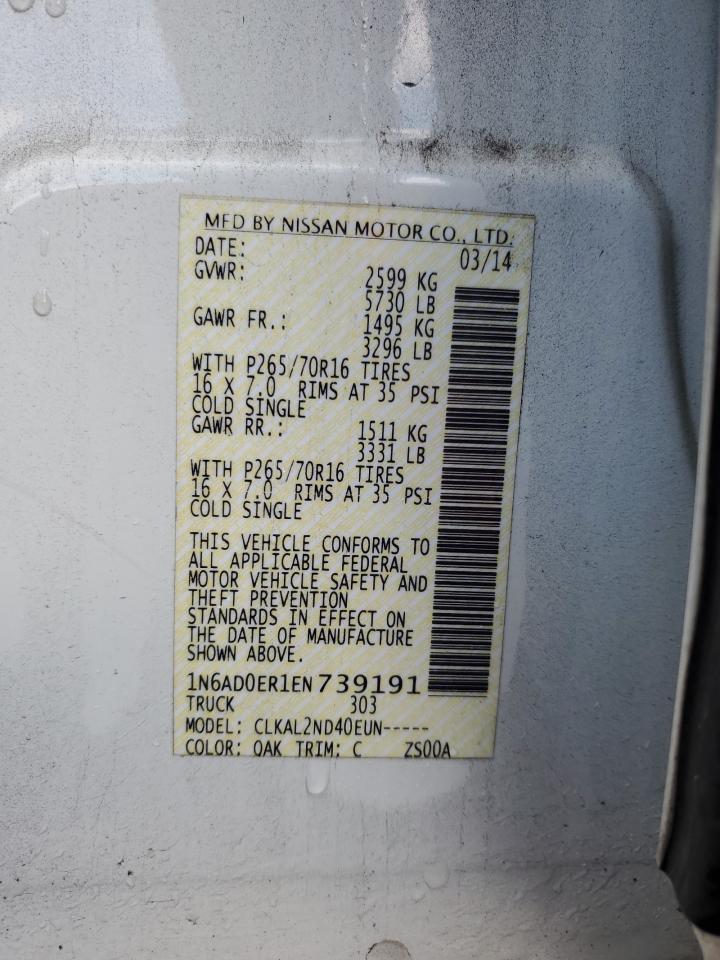 MFD BY NISSAN MOTOR CO., LTD.
DATE: 03/14
GVWR: 2599 KG
5730 LB
GAWR FR.: 1495 KG
3296 LB
WITH P265/70R16 TIRES
16 X 7.0 RIMS AT 35 PSI
COLD SINGLE
GAWR RR.: 1511 KG
3331 LB
WITH P265/70R16 TIRES
16 X 7.0 RIMS AT 35 PSI
COLD SINGLE
THIS VEHICLE CONFORMS TO
ALL APPLICABLE FEDERAL
MOTOR VEHICLE SAFETY AND
THEFT PREVENTION
STANDARDS IN EFFECT ON
THE DATE OF MANUFACTURE
SHOWN ABOVE.
1N6AD0ER1EN739191
TRUCK 303
MODEL: CLKAL2ND40EUN-----
COLOR: QAK TRIM: C ZS00A